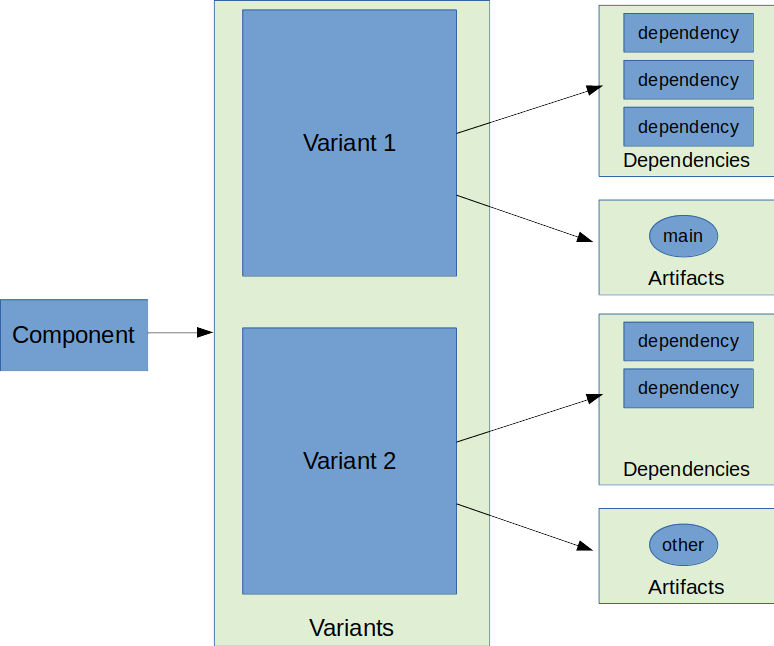 Component
Variant 1
Variant 2
Variants
dependency
dependency
dependency
Dependencies
main
Artifacts
dependency
dependency
Dependencies
other
Artifacts